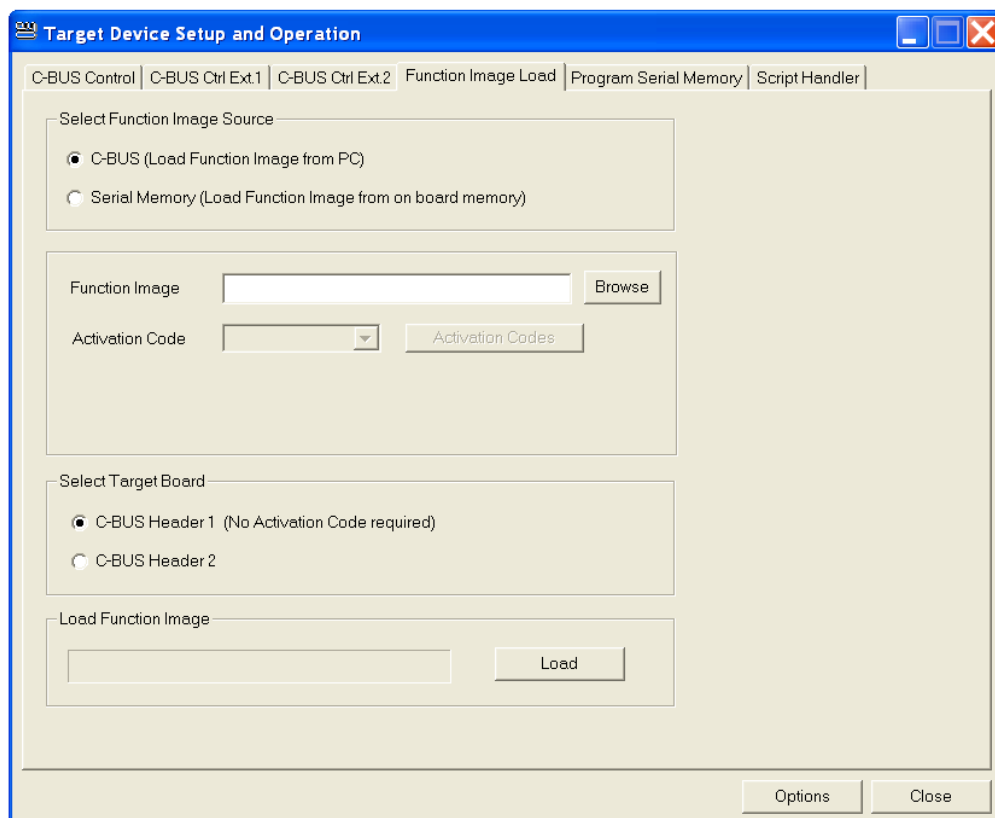 Target Device Setup and Operation
C-BUS Control C-BUS Ctrl Ext.1 C-BUS Ctrl Ext.2 Function Image Load Program Serial Memory Script Handler
Select Function Image Source
C-BUS (Load Function Image from PC)
Serial Memory (Load Function Image from on board memory)
Function Image Browse
Activation Code Activation Codes
Select Target Board
C-BUS Header 1 (No Activation Code required)
C-BUS Header 2
Load Function Image
Load
Options Close